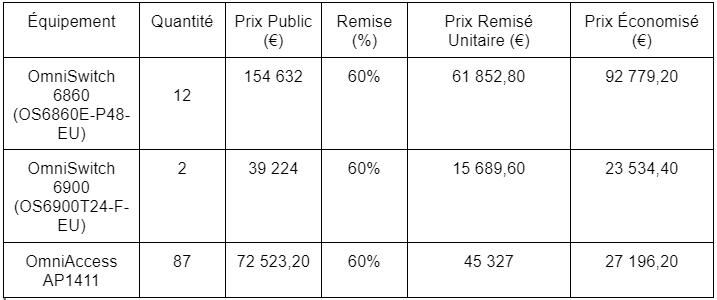 Équipement
Quantité
Prix Public
(€)
Remise
(%)
Prix Remisé
Unitaire (€)
Prix Économisé
(€)
OmniSwitch
6860
(OS6860E-P48-
EU)
12
154 632
60%
61 852,80
92 779,20
OmniSwitch
6900
(OS6900T24-F-
EU)
2
39 224
60%
15 689,60
23 534,40
OmniAccess
AP1411
87
72 523,20
60%
45 327
27 196,20